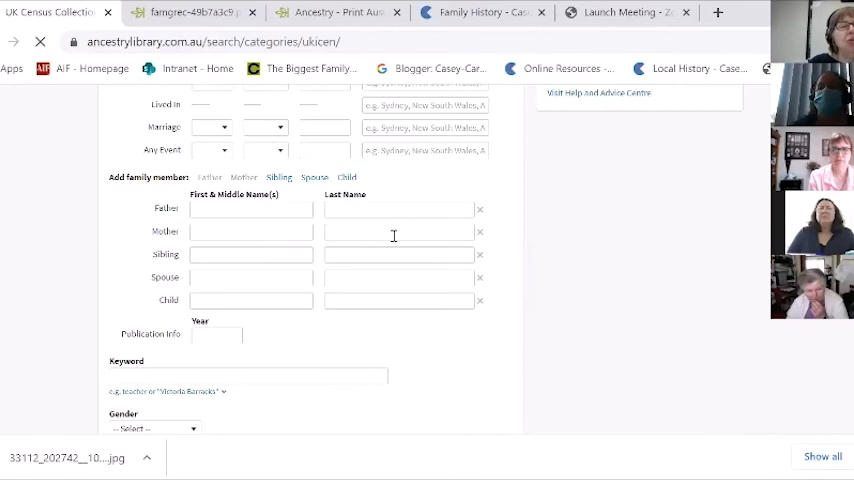 UK Census Collectio
famgrec-49b7a3c9.p
Ancestry - Print Aus
Family History - Case
Launch Meeting - Zo
ancestrylibrary.com.au/search/categories/ukicen/
Apps
AIF - Homepage
Intranet - Home
The Biggest Family...
Blogger: Casey-Car...
Online Resources -...
Local History - Case...
Visit Help and Advice Centre
Lived In
e.g. Sydney, New South Wales, A
Marriage
e.g. Sydney, New South Wales, A
Any Event
e.g. Sydney, New South Wales, A
Add family member: Father Mother Sibling Spouse Child
First & Middle Name(s) Last Name
Father
Mother
Sibling
Spouse
Child
Year
Publication Info
Keyword
e.g. teacher or "Victoria Barracks"
Gender
-- Select --
33112_202742__10....jpg
Show all